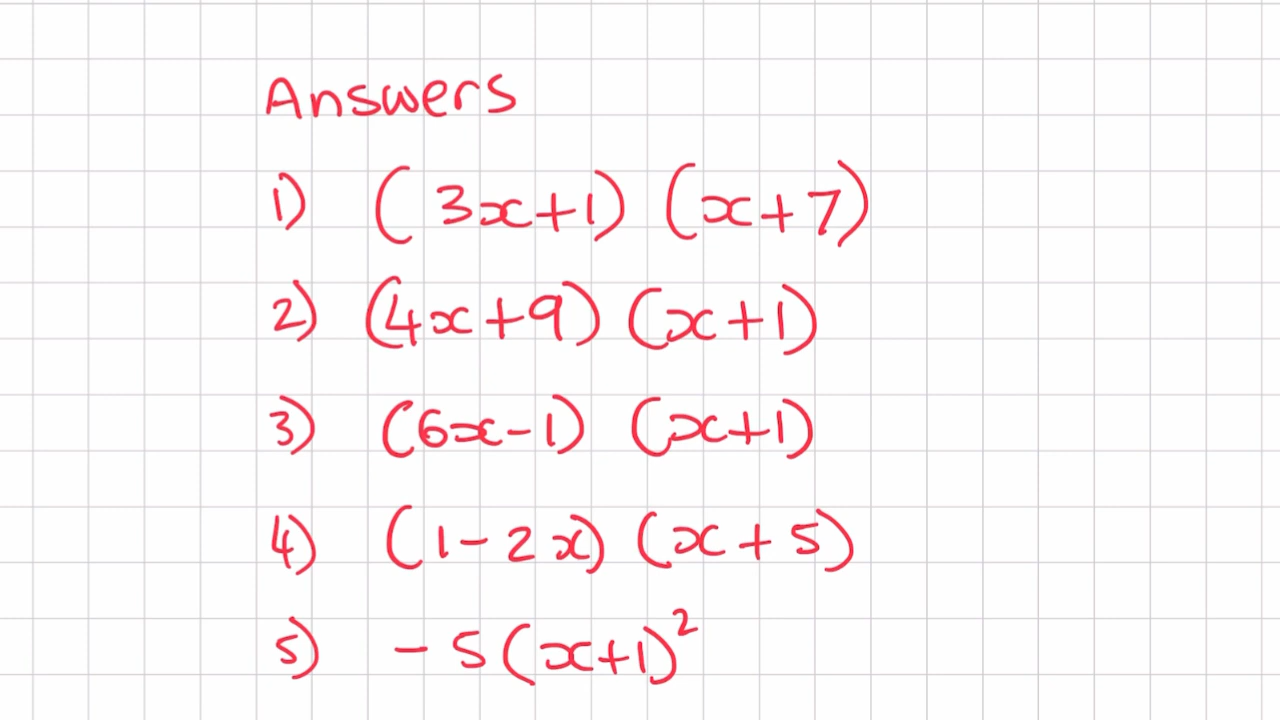 Answers
1) (3x+1) (x+7)
2) (4x+9) (x+1)
3) (6x-1) (x+1)
4) (1-2x) (x+5)
5) -5(x+1)²